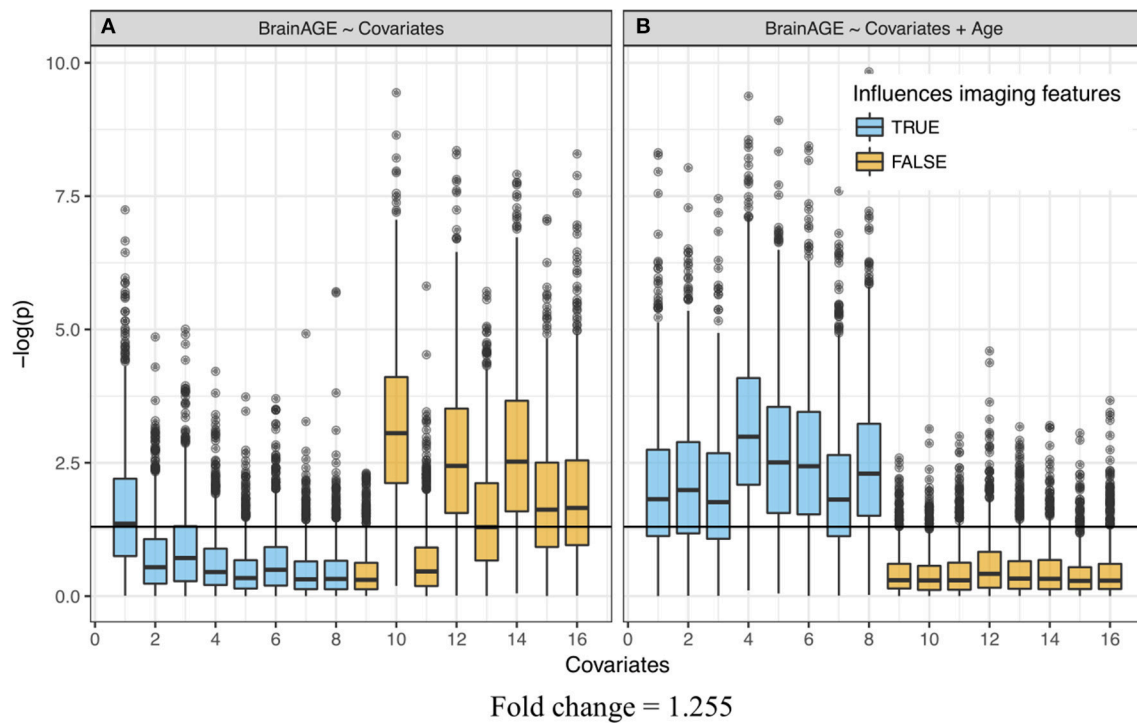 A BrainAGE ~ Covariates
B BrainAGE ~ Covariates + Age
Influences imaging features
TRUE
FALSE
−log(p)
10.0
7.5
5.0
2.5
0.0
0 2 4 6 8 10 12 14 16
0 2 4 6 8 10 12 14 16
Covariates
Fold change = 1.255